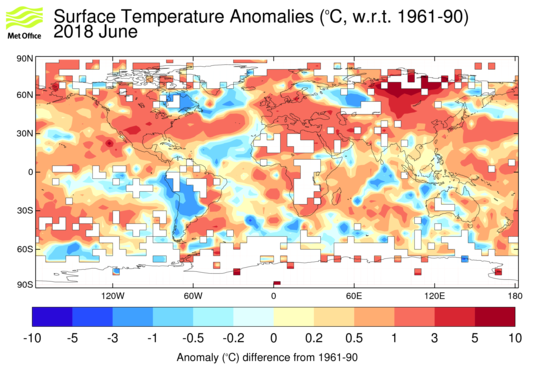 Met Office
Surface Temperature Anomalies (°C, w.r.t. 1961-90)
2018 June
90N
60N
30N
0
30S
60S
90S
120W 60W 0 60E 120E 180
-10 -5 -3 -1 -0.5 -0.2 0 0.2 0.5 1 3 5 10
Anomaly (°C) difference from 1961-90